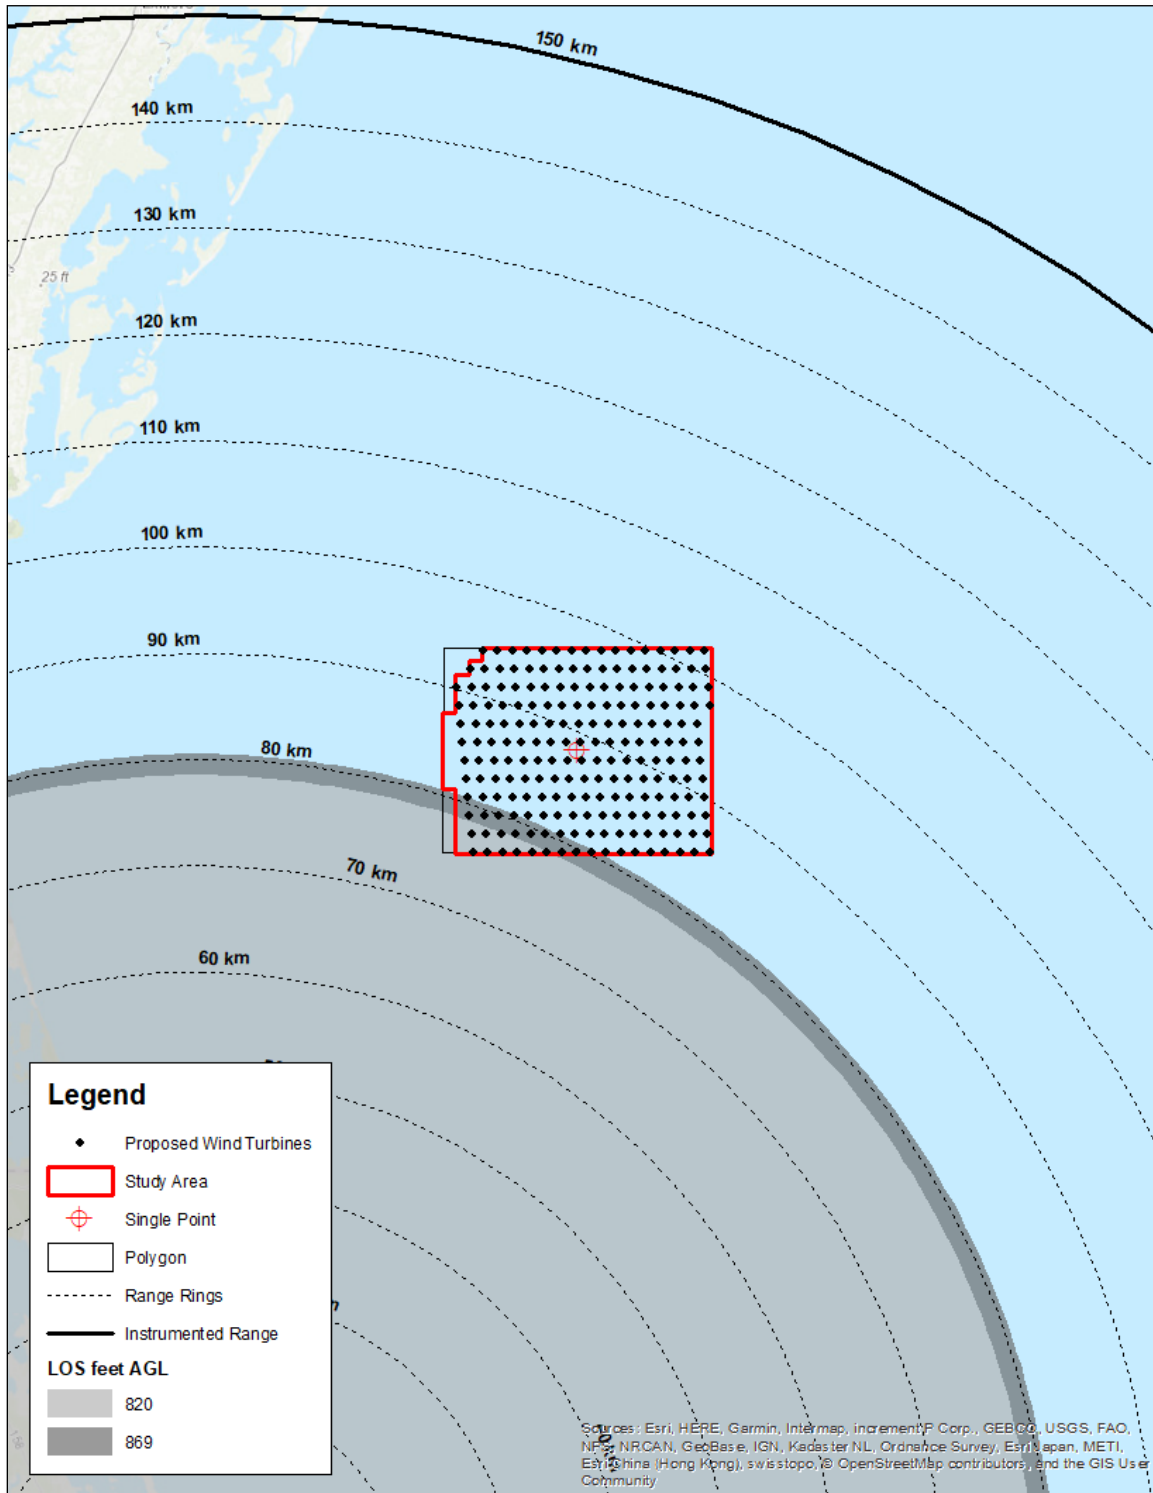 150 km
140 km
130 km
25 ft
120 km
110 km
100 km
90 km
80 km
70 km
60 km
Legend
Proposed Wind Turbines
Study Area
Single Point
Polygon
Range Rings
Instrumented Range
LOS feet AGL
820
869
Sources: Esri, HERE, Garmin, Intermap, increment P Corp., GEBCO, USGS, FAO,
NPS, NRCAN, GeoBase, IGN, Kadaster NL, Ordnance Survey, Esri Japan, METI,
Esri China (Hong Kong), swisstopo, © OpenStreetMap contributors, and the GIS User
Community